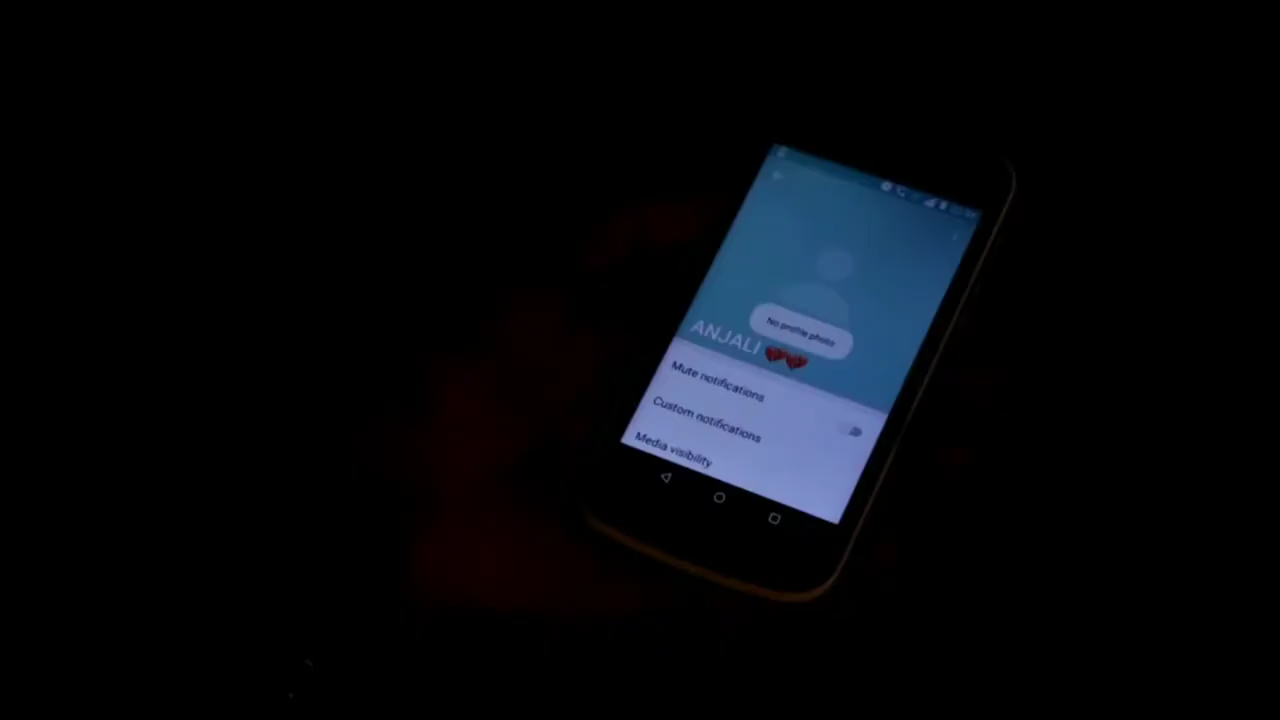 No profile photo
ANJALI ❤️❤️
Mute notifications
Custom notifications
Media visibility